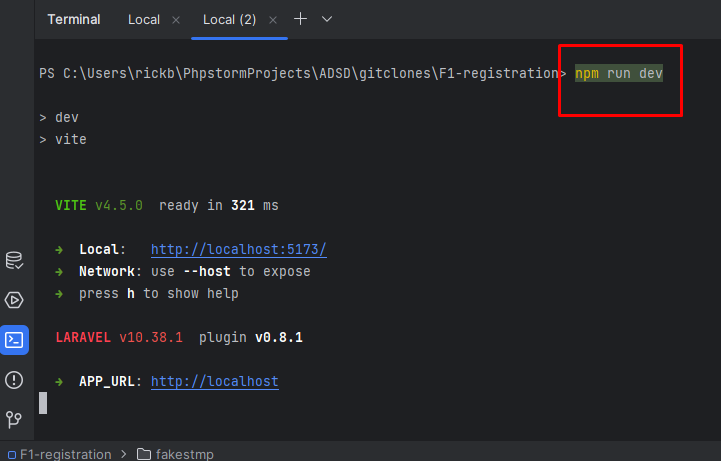 Terminal Local × Local (2) ×
PS C:\Users\rickb\PhpstormProjects\ADSD\gitclones\F1-registration> npm run dev
> dev
> vite
VITE v4.5.0 ready in 321 ms
➜ Local: http://localhost:5173/
➜ Network: use --host to expose
➜ press h to show help
LARAVEL v10.38.1 plugin v0.8.1
➜ APP_URL: http://localhost
F1-registration > fakestmp